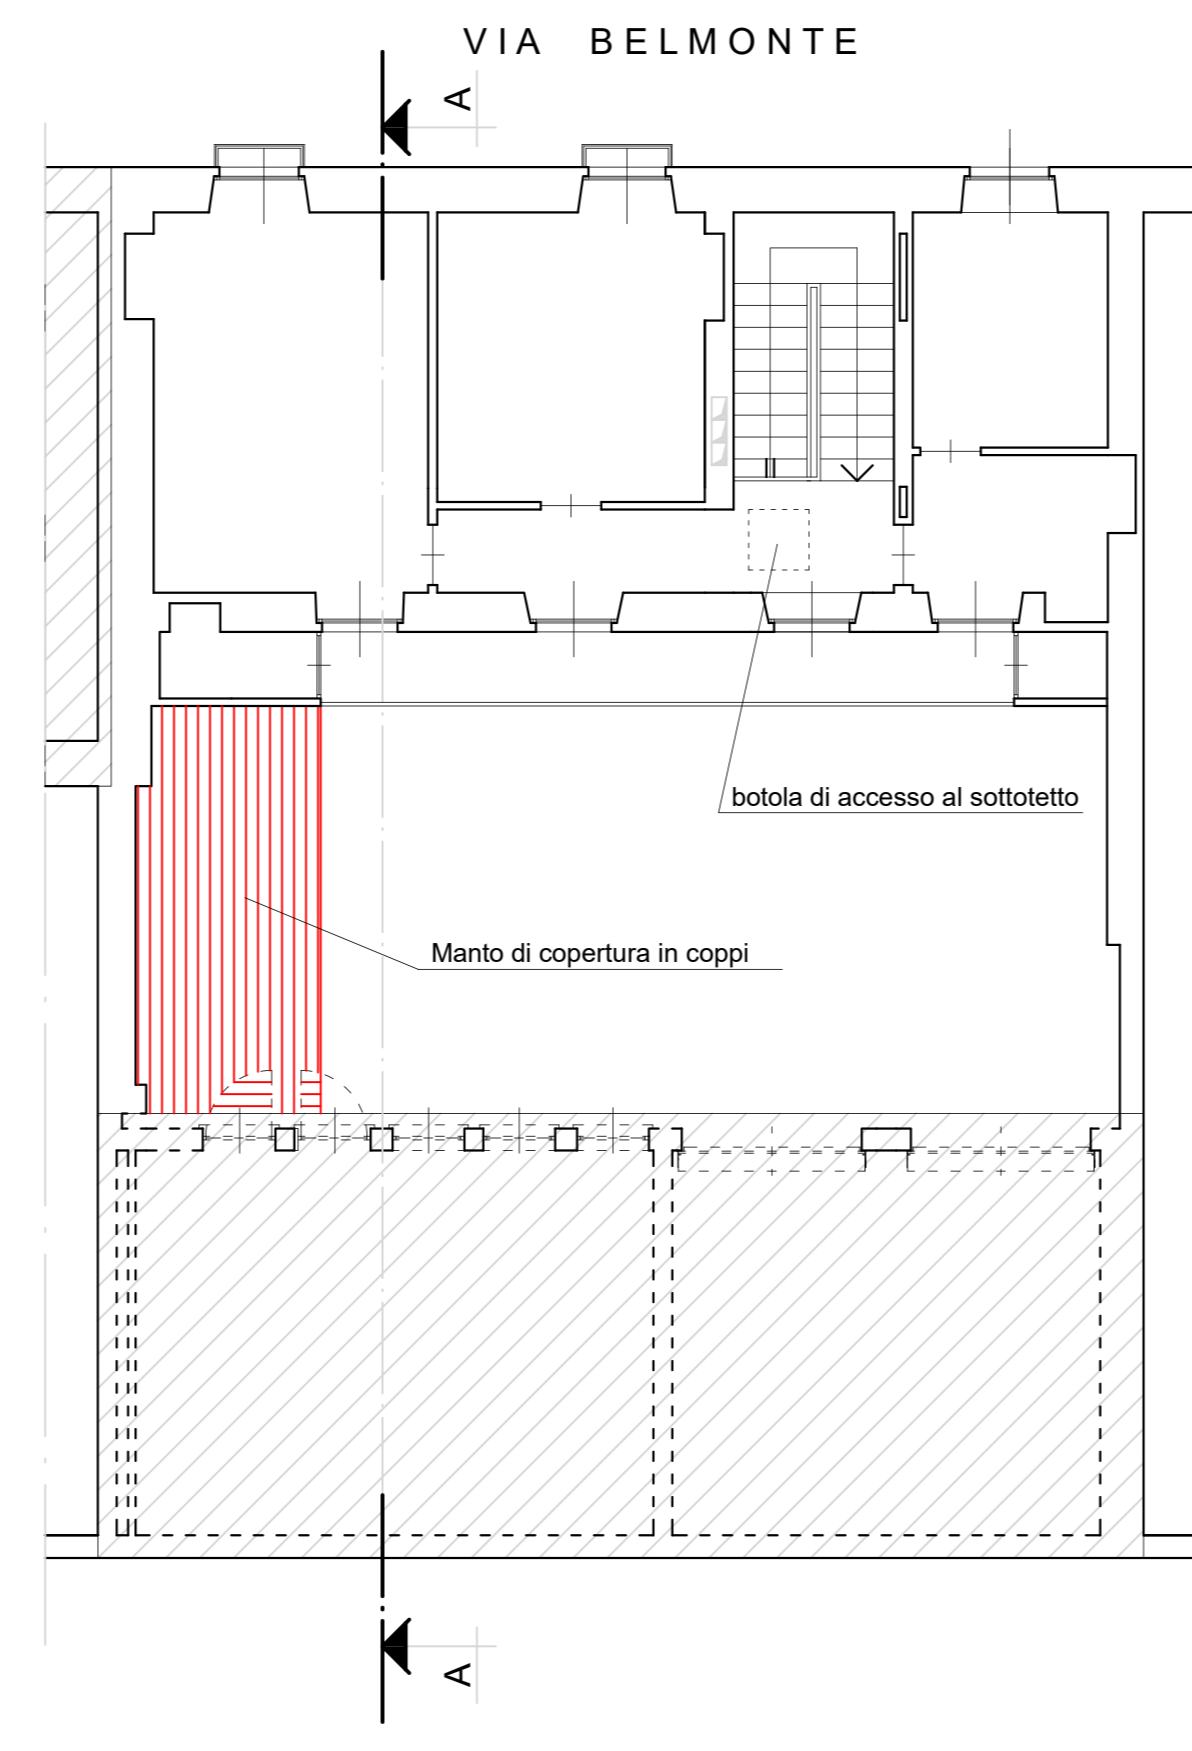 VIA BELMONTE
A
botola di accesso al sottotetto
Manto di copertura in coppi
A